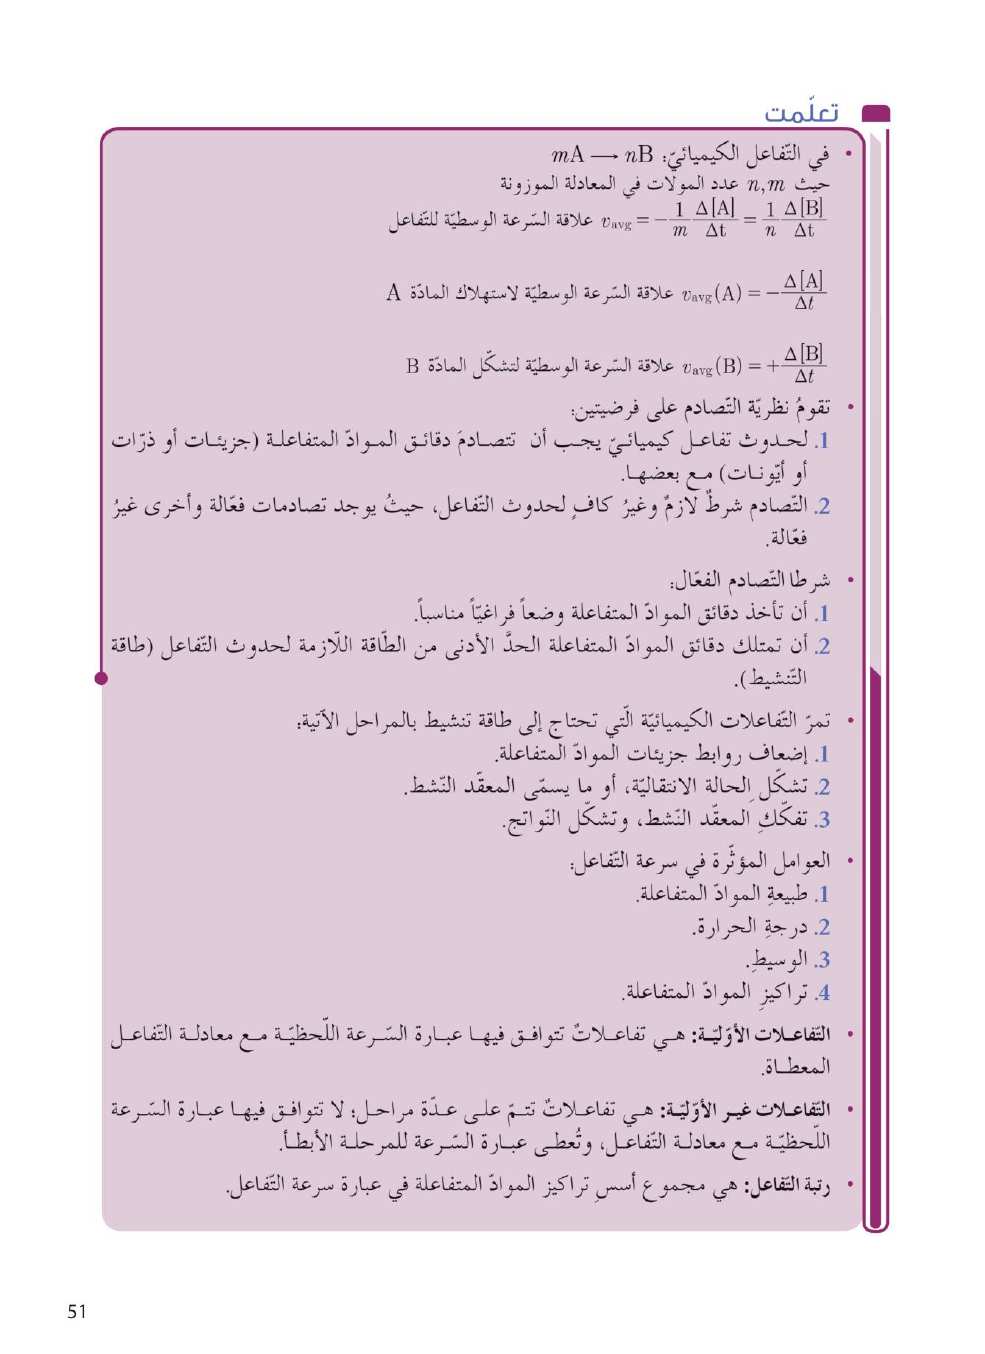 تعلّمت
• في التّفاعل الكيميائيّ: mA ⟶ nB
حيث n,m عدد المولات في المعادلة الموزونة
v_avg = −(1/m) Δ[A]/Δt = (1/n) Δ[B]/Δt علاقة السّرعة الوسطيّة للتّفاعل
v_avg(A) = −Δ[A]/Δt علاقة السّرعة الوسطيّة لاستهلاك المادّة A
v_avg(B) = +Δ[B]/Δt علاقة السّرعة الوسطيّة لتشكّل المادّة B
• تقومُ نظريّة التّصادم على فرضيتين:
1. لحدوث تفاعل كيميائيّ يجب أن تتصادمَ دقائق الموادّ المتفاعلة (جزيئات أو ذرّات
أو أيّونات) مع بعضها.
2. التّصادم شرطٌ لازمٌ وغيرُ كافٍ لحدوث التّفاعل، حيثُ يوجد تصادمات فعّالة وأخرى غيرُ
فعّالة.
• شرطا التّصادم الفعّال:
1. أن تأخذ دقائق الموادّ المتفاعلة وضعاً فراغيّاً مناسباً.
2. أن تمتلك دقائق الموادّ المتفاعلة الحدَّ الأدنى من الطّاقة اللّازمة لحدوث التّفاعل (طاقة
التّنشيط).
• تمرّ التّفاعلات الكيميائيّة الّتي تحتاج إلى طاقة تنشيط بالمراحل الآتية:
1. إضعاف روابط جزيئات الموادّ المتفاعلة.
2. تشكّل الحالة الانتقاليّة، أو ما يسمّى المعقّد النّشط.
3. تفكّكِ المعقّد النّشط، وتشكّل النّواتج.
• العوامل المؤثّرة في سرعة التّفاعل:
1. طبيعةِ الموادّ المتفاعلة.
2. درجةِ الحرارة.
3. الوسيطِ.
4. تراكيزِ الموادّ المتفاعلة.
• التّفاعلات الأوّليّة: هي تفاعلاتٌ تتوافق فيها عبارة السّرعة اللّحظيّة مع معادلة التّفاعل
المعطاة.
• التّفاعلات غير الأوّليّة: هي تفاعلاتٌ تتمّ على عدّة مراحل؛ لا تتوافق فيها عبارة السّرعة
اللّحظيّة مع معادلة التّفاعل، وتُعطى عبارة السّرعة للمرحلة الأبطأ.
• رتبة التّفاعل: هي مجموع أسسِ تراكيز الموادّ المتفاعلة في عبارة سرعة التّفاعل.
51